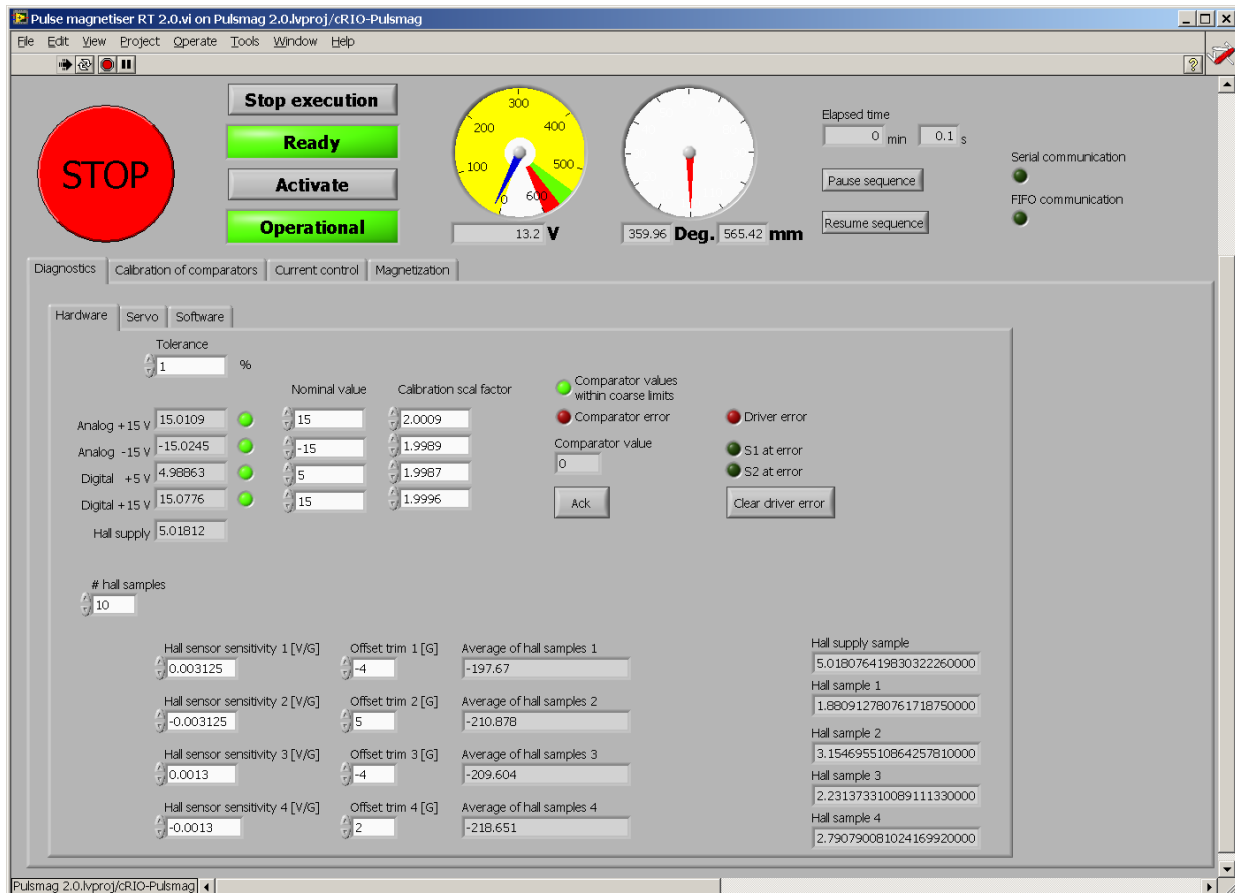 Pulse magnetiser RT 2.0.vi on Pulsmag 2.0.lvproj/cRIO-Pulsmag
File Edit View Project Operate Tools Window Help
STOP
Stop execution
Ready
Activate
Operational
0 100 200 300 400 500 600
13.2 V
359.96 Deg. 565.42 mm
Elapsed time
0 min 0.1 s
Pause sequence
Resume sequence
Serial communication
FIFO communication
Diagnostics Calibration of comparators Current control Magnetization
Hardware Servo Software
Tolerance
1 %
Nominal value Calibration scal factor
Analog +15 V 15.0109 15 2.0009
Analog -15 V -15.0245 -15 1.9989
Digital +5 V 4.98863 5 1.9987
Digital +15 V 15.0776 15 1.9996
Hall supply 5.01812
Comparator values
within coarse limits
Comparator error
Comparator value
0
Ack
Driver error
S1 at error
S2 at error
Clear driver error
# hall samples
10
Hall sensor sensitivity 1 [V/G] Offset trim 1 [G] Average of hall samples 1
0.003125 -4 -197.67
Hall sensor sensitivity 2 [V/G] Offset trim 2 [G] Average of hall samples 2
-0.003125 5 -210.878
Hall sensor sensitivity 3 [V/G] Offset trim 3 [G] Average of hall samples 3
0.0013 -4 -209.604
Hall sensor sensitivity 4 [V/G] Offset trim 4 [G] Average of hall samples 4
-0.0013 2 -218.651
Hall supply sample
5.018076419830322260000
Hall sample 1
1.880912780761718750000
Hall sample 2
3.154695510864257810000
Hall sample 3
2.231373310089111330000
Hall sample 4
2.790790081024169920000
Pulsmag 2.0.lvproj/cRIO-Pulsmag